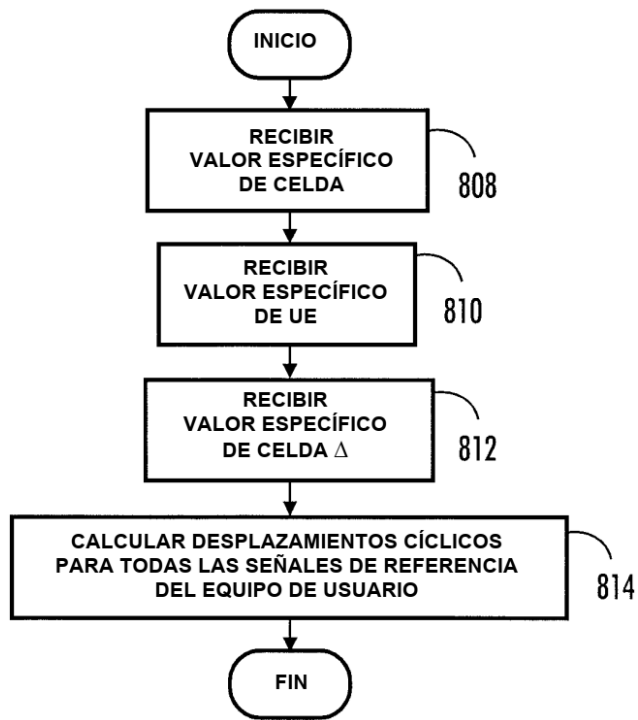 INICIO
RECIBIR
VALOR ESPECÍFICO
DE CELDA
808
RECIBIR
VALOR ESPECÍFICO
DE UE
810
RECIBIR
VALOR ESPECÍFICO
DE CELDA Δ
812
CALCULAR DESPLAZAMIENTOS CÍCLICOS
PARA TODAS LAS SEÑALES DE REFERENCIA
DEL EQUIPO DE USUARIO
814
FIN